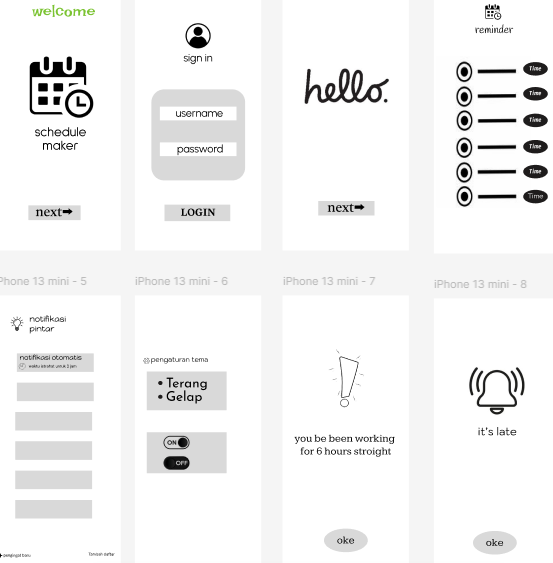 welcome
schedule
maker
next
sign in
username
password
LOGIN
hello.
next
reminder
Time
Time
Time
Time
Time
Time
Phone 13 mini - 5
iPhone 13 mini - 6
iPhone 13 mini - 7
iPhone 13 mini - 8
notifikasi
pintar
notifikasi otomatis
waktu istirahat untuk 2 jam
pengingat baru
Tambah daftar
pengaturan tema
• Terang
• Gelap
ON
OFF
you be been working
for 6 hours stroight
oke
it's late
oke